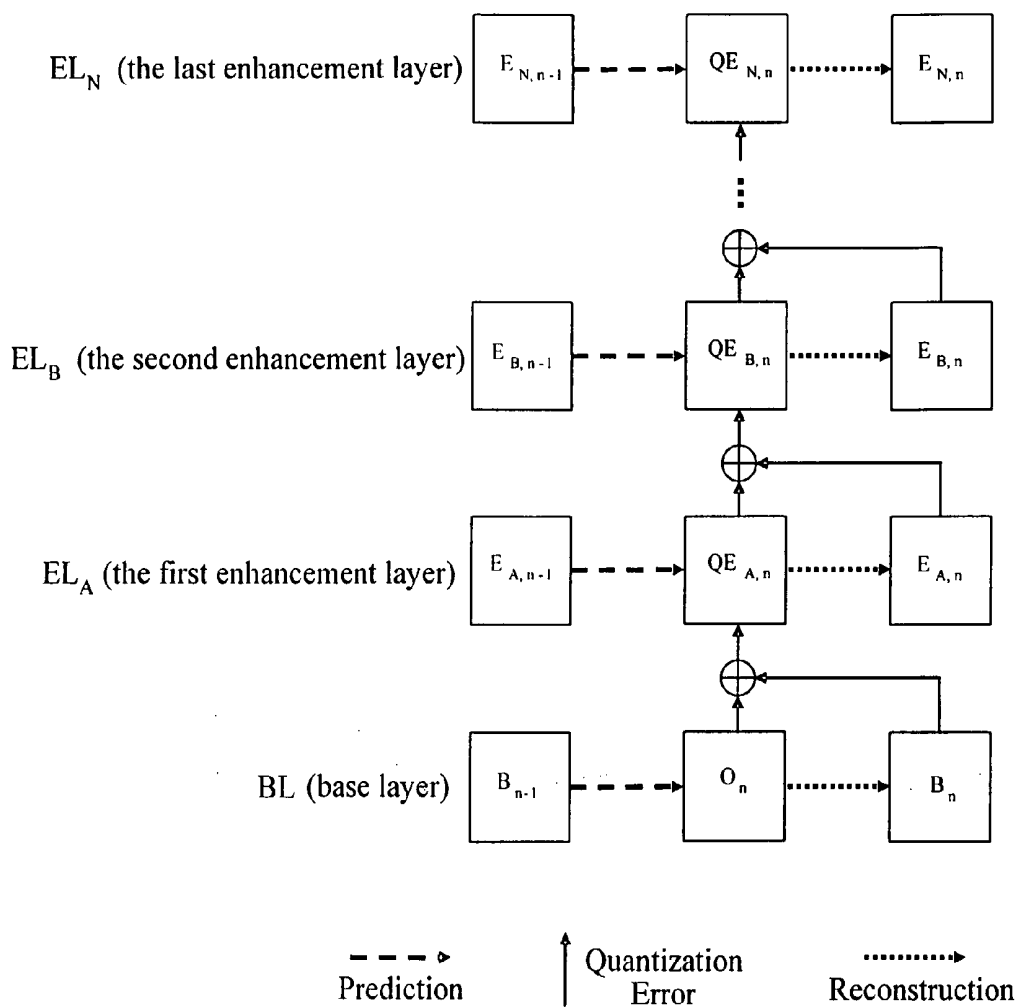 EL_N (the last enhancement layer) E_N,n-1 QE_N,n E_N,n
EL_B (the second enhancement layer) E_B,n-1 QE_B,n E_B,n
EL_A (the first enhancement layer) E_A,n-1 QE_A,n E_A,n
BL (base layer) B_n-1 O_n B_n
Prediction
Quantization
Error
Reconstruction